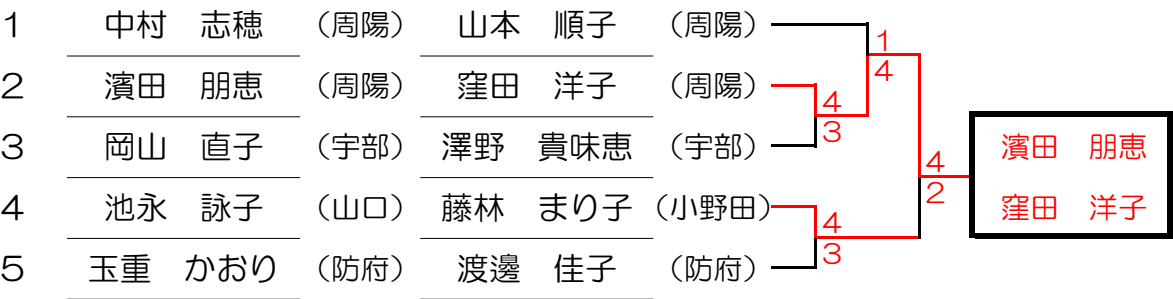 1 中村 志穂 （周陽） 山本 順子 （周陽）
1
4
2 濱田 朋恵 （周陽） 窪田 洋子 （周陽）
4
3
3 岡山 直子 （宇部） 澤野 貴味恵 （宇部）
濱田 朋恵
4
2
4 池永 詠子 （山口） 藤林 まり子 （小野田）
窪田 洋子
4
3
5 玉重 かおり （防府） 渡邊 佳子 （防府）